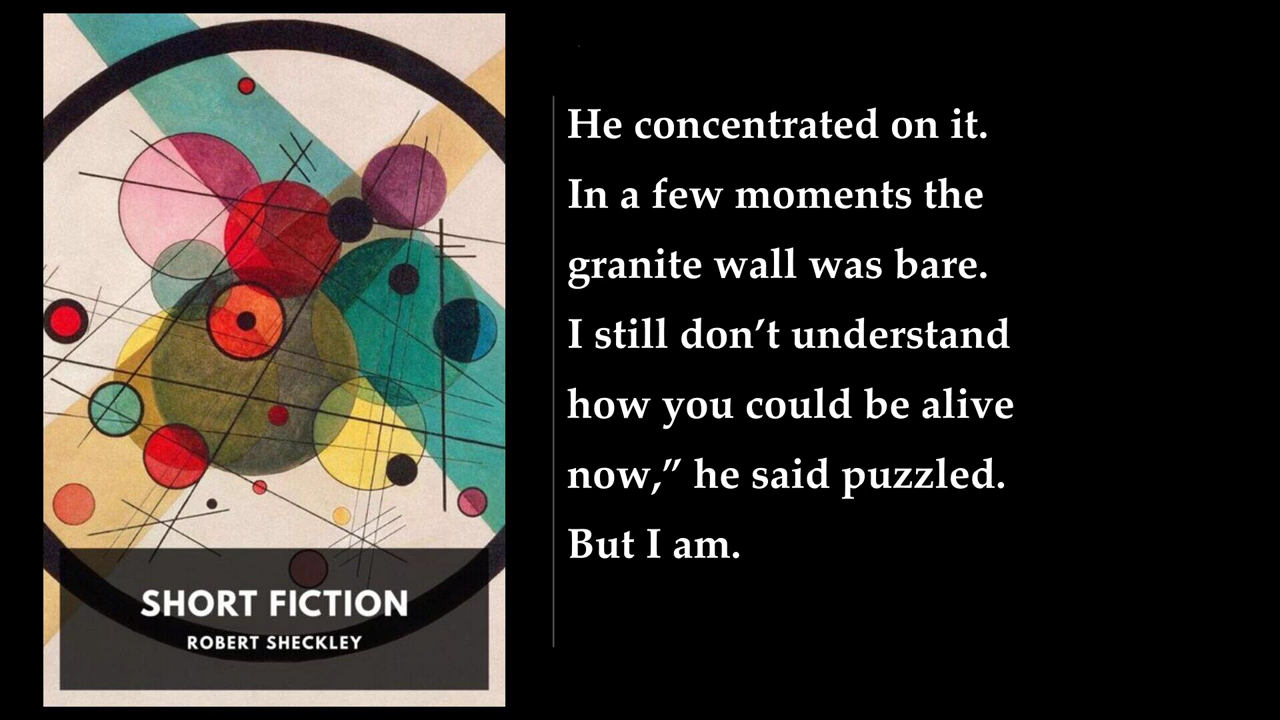 He concentrated on it.
In a few moments the
granite wall was bare.
I still don’t understand
how you could be alive
now,” he said puzzled.
But I am.
SHORT FICTION
ROBERT SHECKLEY